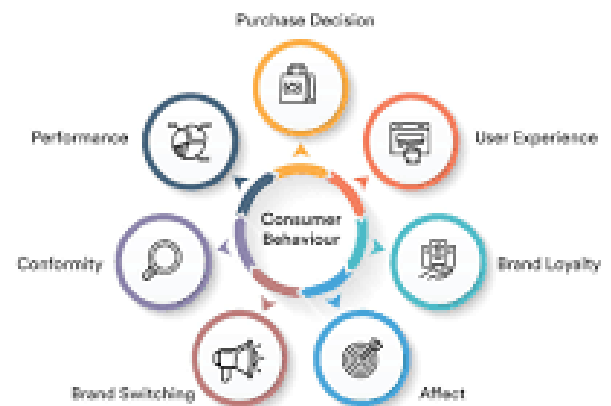 Purchase Decision
Performance
User Experience
Consumer
Behaviour
Conformity
Brand Loyalty
Brand Switching
Affect